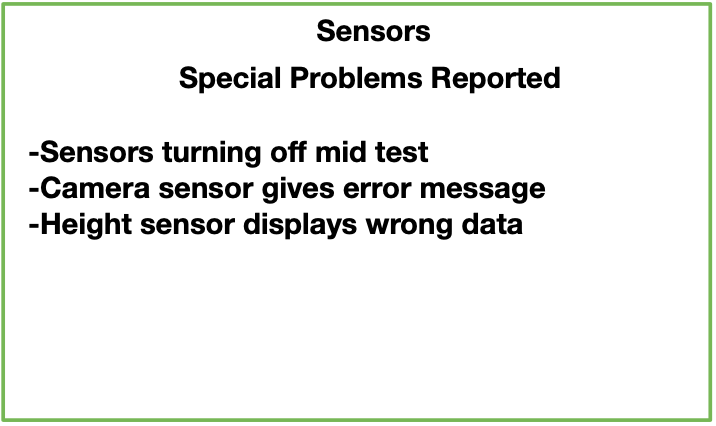 Sensors
Special Problems Reported
-Sensors turning off mid test
-Camera sensor gives error message
-Height sensor displays wrong data